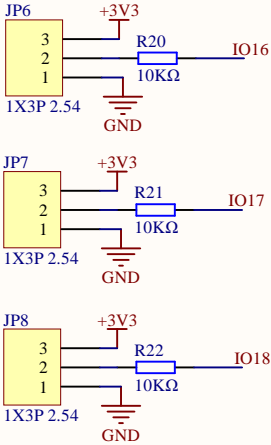 JP6 +3V3
3 R20 IO16
2
1 10KΩ
1X3P 2.54 GND
JP7 +3V3
3 R21 IO17
2
1 10KΩ
1X3P 2.54 GND
JP8 +3V3
3 R22 IO18
2
1 10KΩ
1X3P 2.54 GND